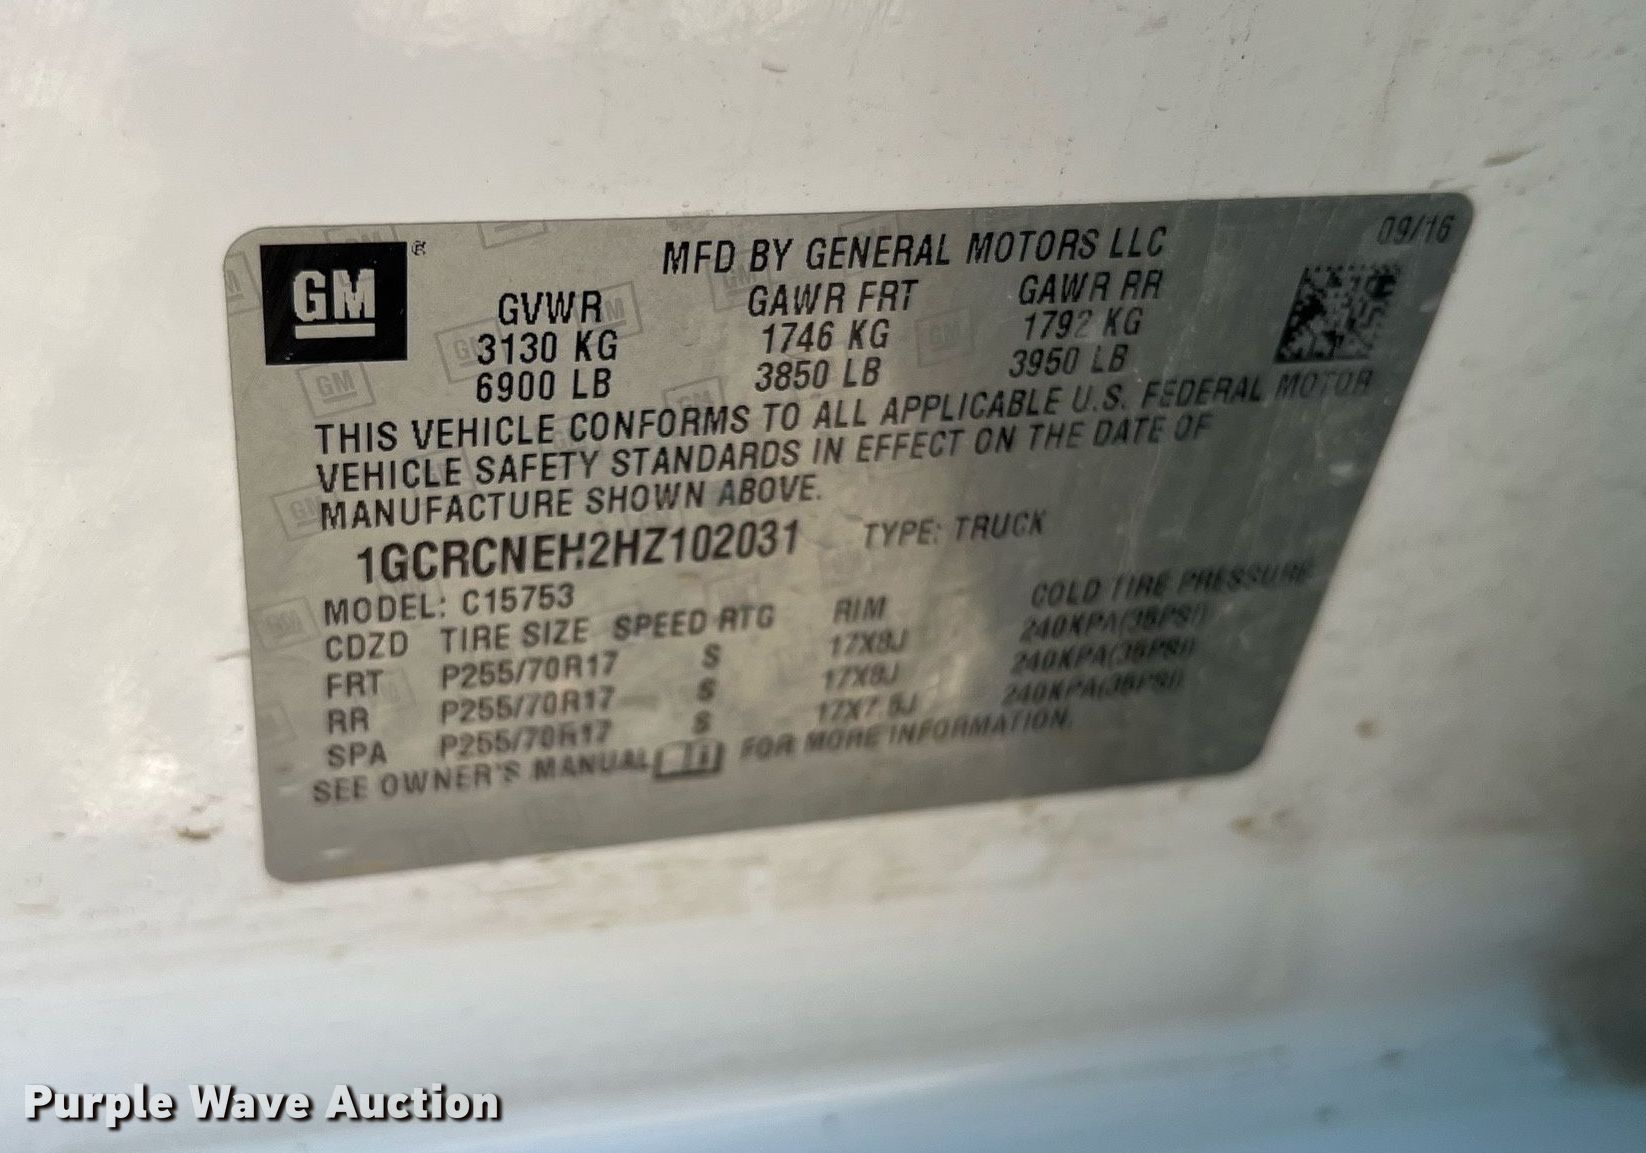 GM ®
MFD BY GENERAL MOTORS LLC 09/16
GVWR GAWR FRT GAWR RR
3130 KG 1746 KG 1792 KG
6900 LB 3850 LB 3950 LB
THIS VEHICLE CONFORMS TO ALL APPLICABLE U.S. FEDERAL MOTOR
VEHICLE SAFETY STANDARDS IN EFFECT ON THE DATE OF
MANUFACTURE SHOWN ABOVE.
1GCRCNEH2HZ102031 TYPE: TRUCK
MODEL: C15753
CDZD TIRE SIZE SPEED RTG RIM COLD TIRE PRESSURE
FRT P255/70R17 S 17X8J 240KPA(35PSI)
RR P255/70R17 S 17X8J 240KPA(35PSI)
SPA P255/70R17 S 17X7.5J 240KPA(35PSI)
SEE OWNER'S MANUAL FOR MORE INFORMATION.
Purple Wave Auction